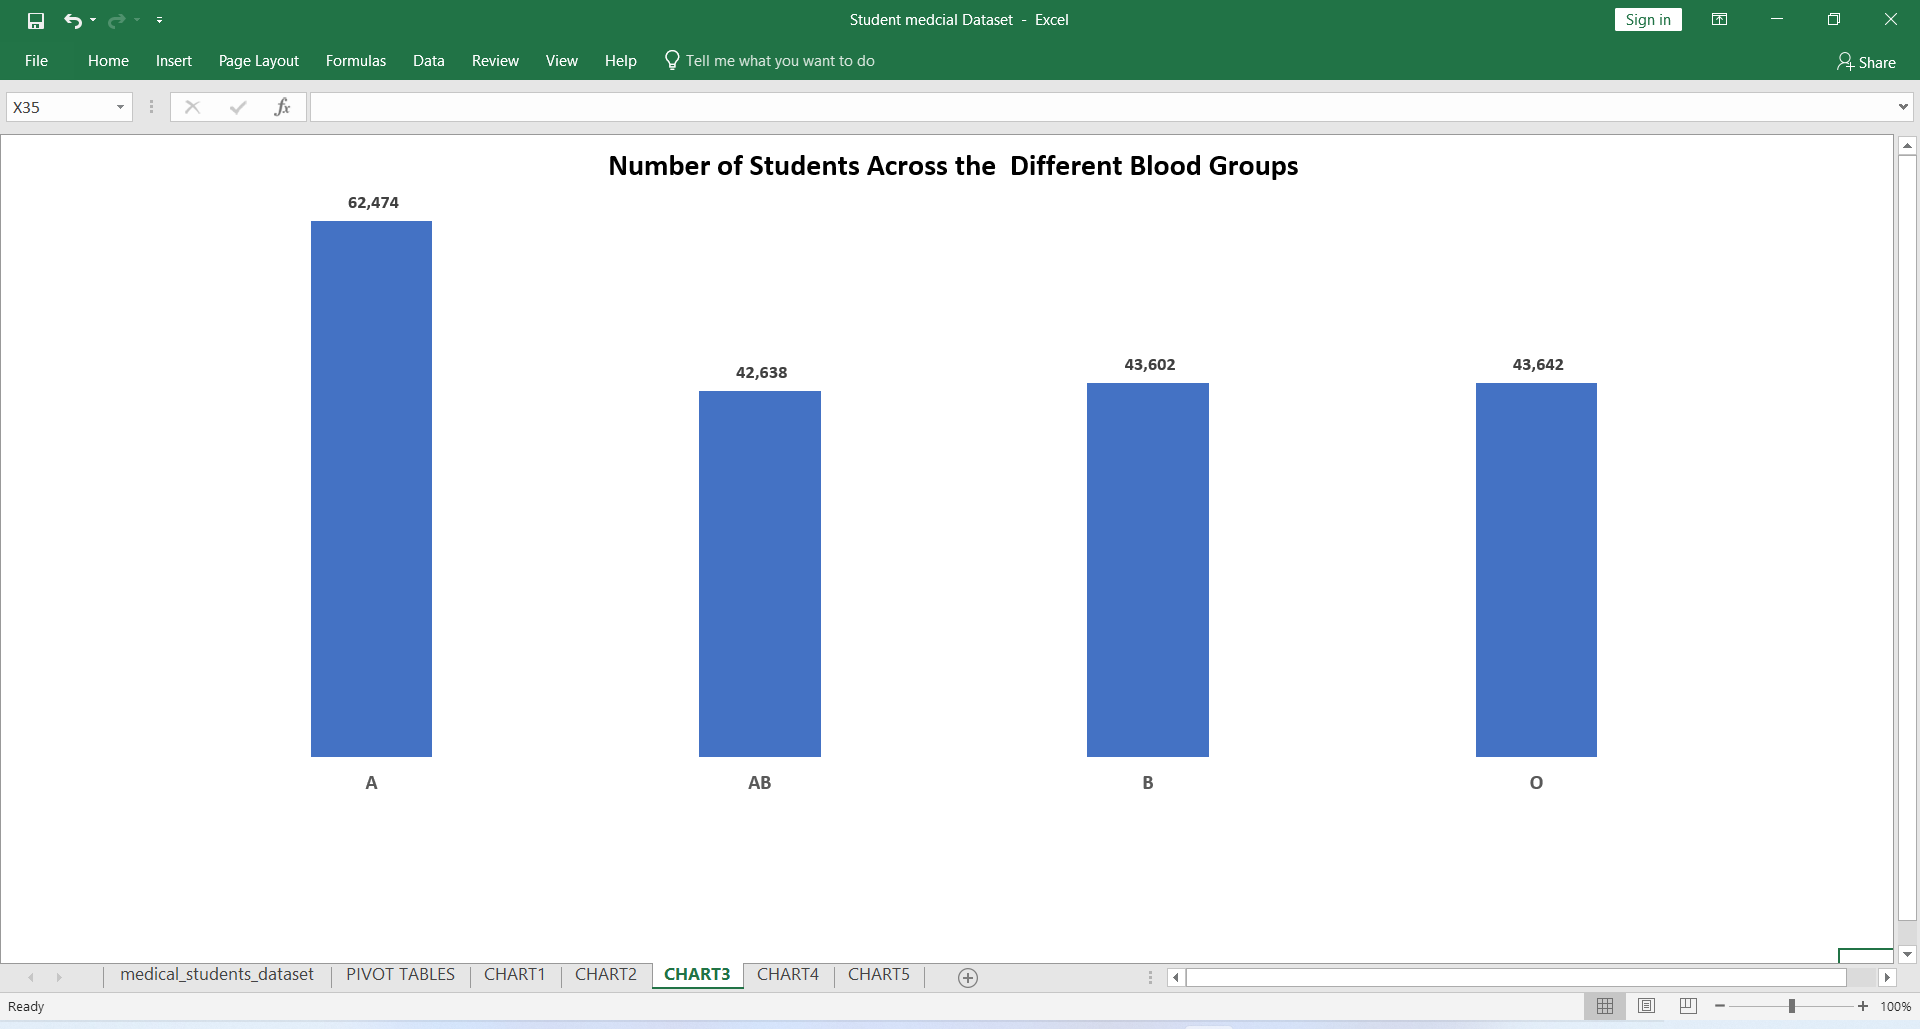 Student medcial Dataset - Excel
Sign in
File Home Insert Page Layout Formulas Data Review View Help Tell me what you want to do
Share
X35
fx
Number of Students Across the  Different Blood Groups
62,474
42,638
43,602
43,642
A AB B O
medical_students_dataset PIVOT TABLES CHART1 CHART2 CHART3 CHART4 CHART5
Ready
100%